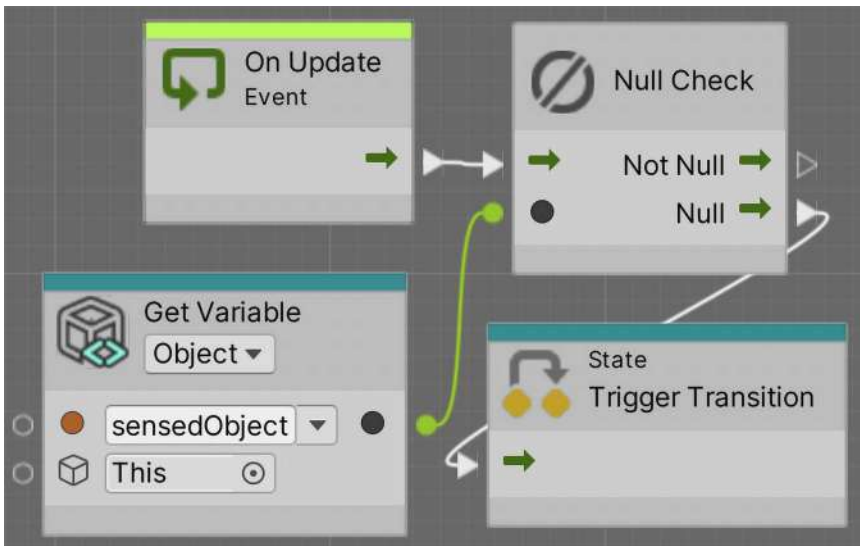 On Update
Event
Null Check
Not Null
Null
Get Variable
Object
sensedObject
This
State
Trigger Transition